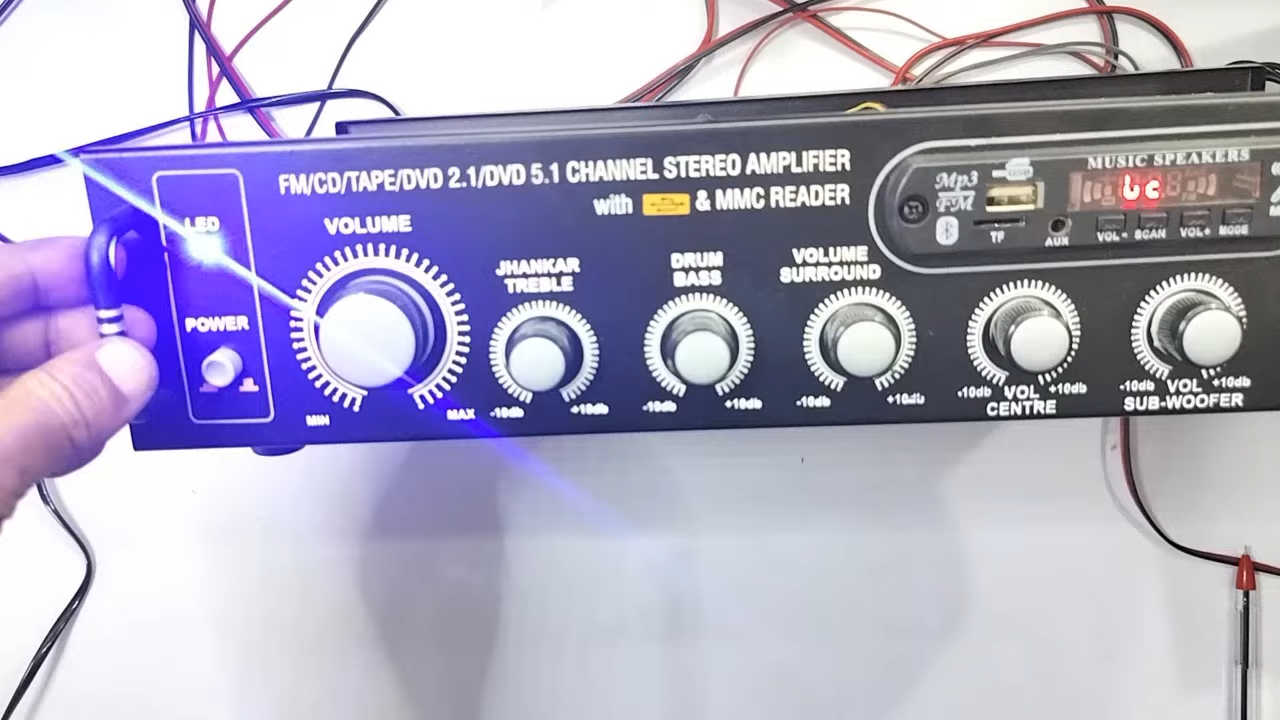 FM/CD/TAPE/DVD 2.1/DVD 5.1 CHANNEL STEREO AMPLIFIER
with & MMC READER
LED
POWER
VOLUME
MIN
MAX
JHANKAR
TREBLE
-10db +10db
DRUM
BASS
-10db +10db
VOLUME
SURROUND
-10db +10db
-10db +10db
VOL
CENTRE
-10db +10db
VOL
SUB-WOOFER
MUSIC SPEAKERS
Mp3
FM
TF
AUX
VOL- SCAN VOL+ MODE